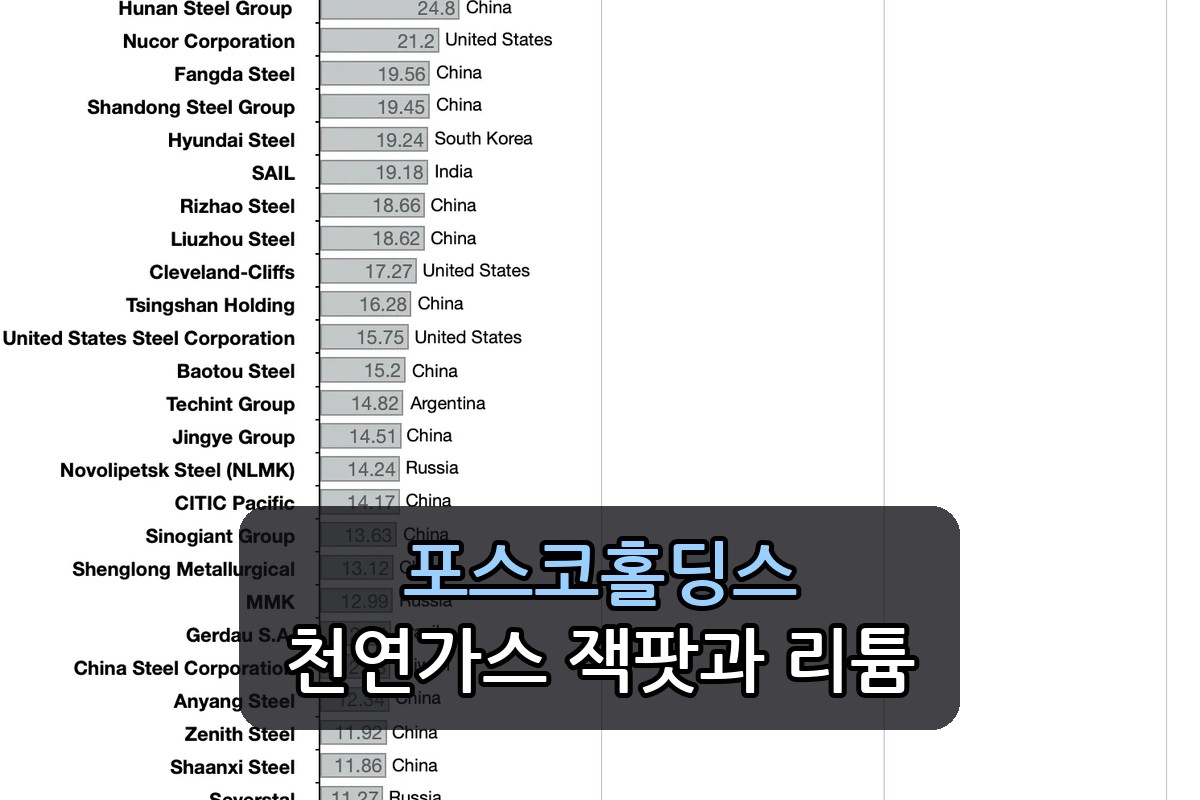 Hunan Steel Group 24.8 China
Nucor Corporation 21.2 United States
Fangda Steel 19.56 China
Shandong Steel Group 19.45 China
Hyundai Steel 19.24 South Korea
SAIL 19.18 India
Rizhao Steel 18.66 China
Liuzhou Steel 18.62 China
Cleveland-Cliffs 17.27 United States
Tsingshan Holding 16.28 China
United States Steel Corporation 15.75 United States
Baotou Steel 15.2 China
Techint Group 14.82 Argentina
Jingye Group 14.51 China
Novolipetsk Steel (NLMK) 14.24 Russia
CITIC Pacific 14.17 China
Sinogiant Group 13.63 China
Shenglong Metallurgical 13.12
포스코홀딩스
MMK 12.99 Russia
Gerdau S.A.
천연가스 잭팟과 리튬
China Steel Corporation
Anyang Steel 12.34 China
Zenith Steel 11.92 China
Shaanxi Steel 11.86 China
Severstal 11.27 Russia